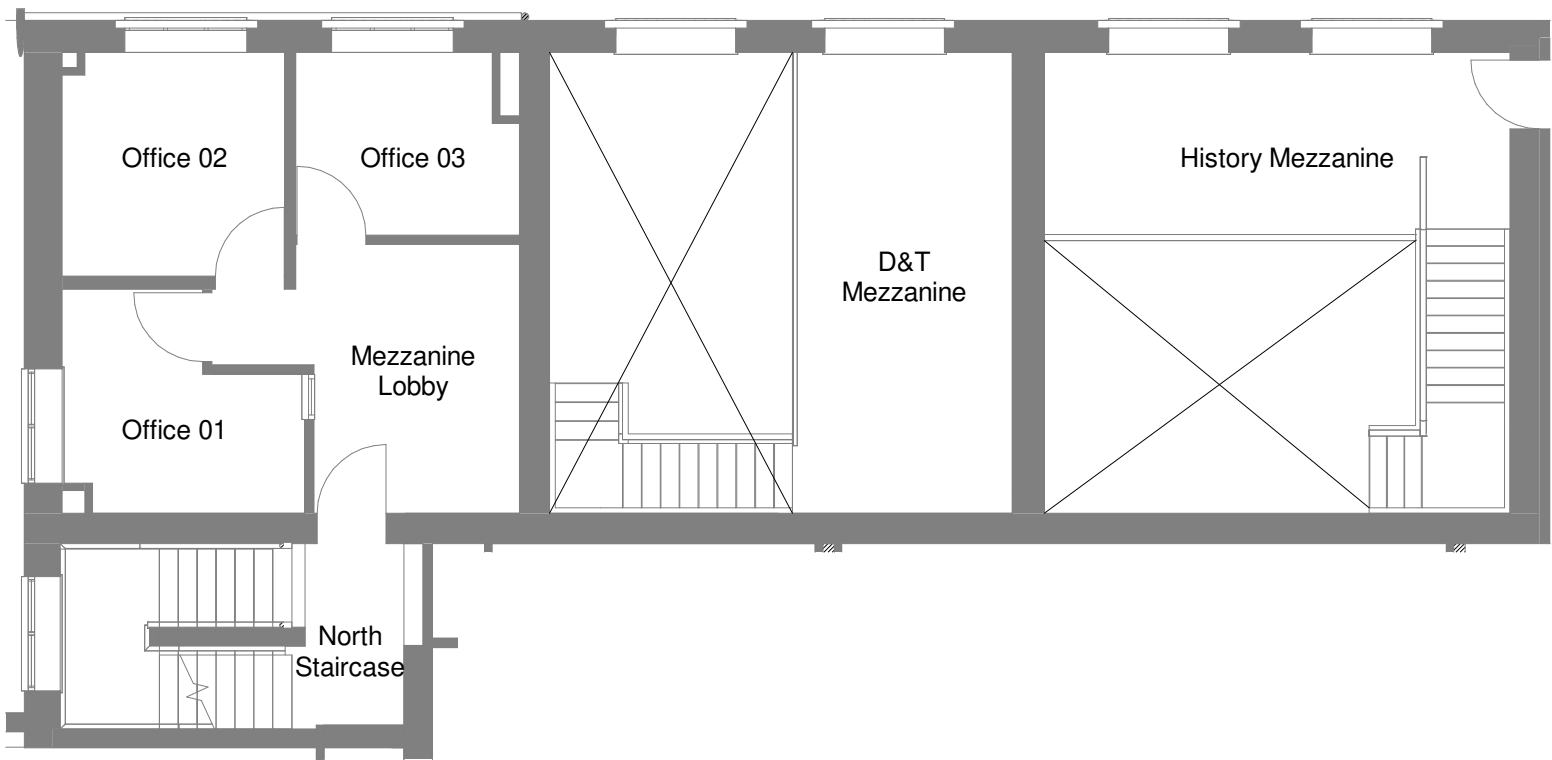 Office 02
Office 03
History Mezzanine
D&T
Mezzanine
Mezzanine
Lobby
Office 01
North
Staircase